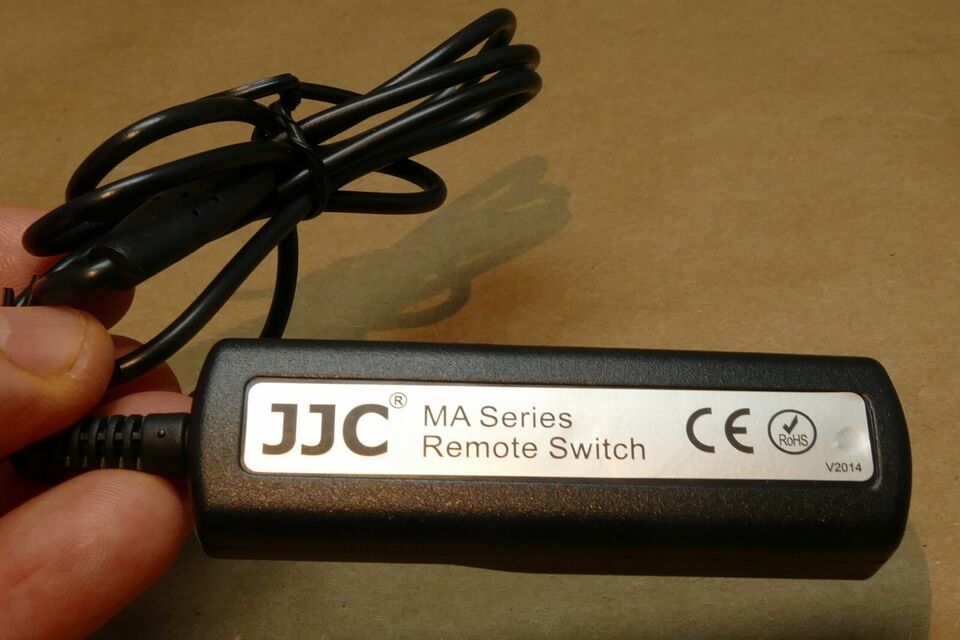 JJC®
MA Series
Remote Switch
CE
RoHS
V2014